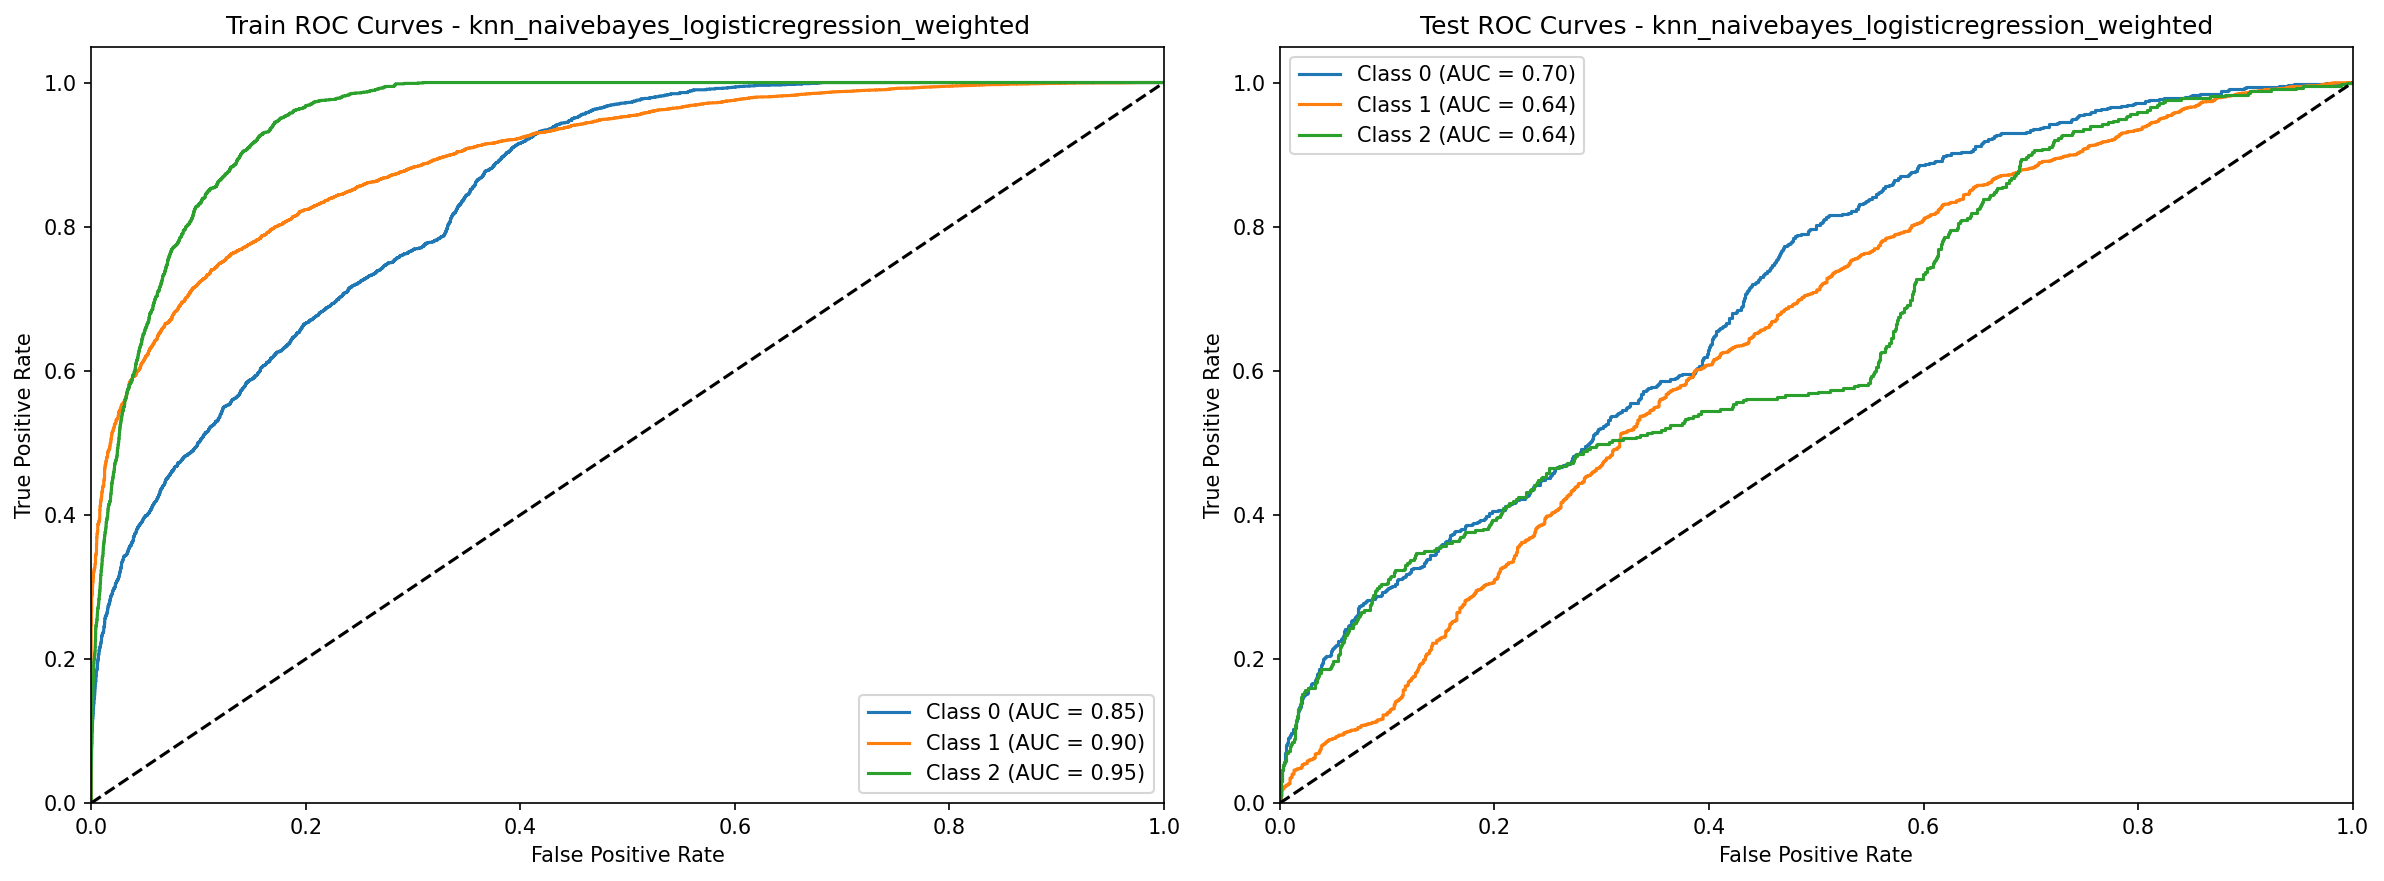 Train ROC Curves - knn_naivebayes_logisticregression_weighted
True Positive Rate
1.0
0.8
0.6
0.4
0.2
0.0
Class 0 (AUC = 0.85)
Class 1 (AUC = 0.90)
Class 2 (AUC = 0.95)
0.0 0.2 0.4 0.6 0.8 1.0
False Positive Rate
Test ROC Curves - knn_naivebayes_logisticregression_weighted
Class 0 (AUC = 0.70)
Class 1 (AUC = 0.64)
Class 2 (AUC = 0.64)
True Positive Rate
1.0
0.8
0.6
0.4
0.2
0.0
0.0 0.2 0.4 0.6 0.8 1.0
False Positive Rate